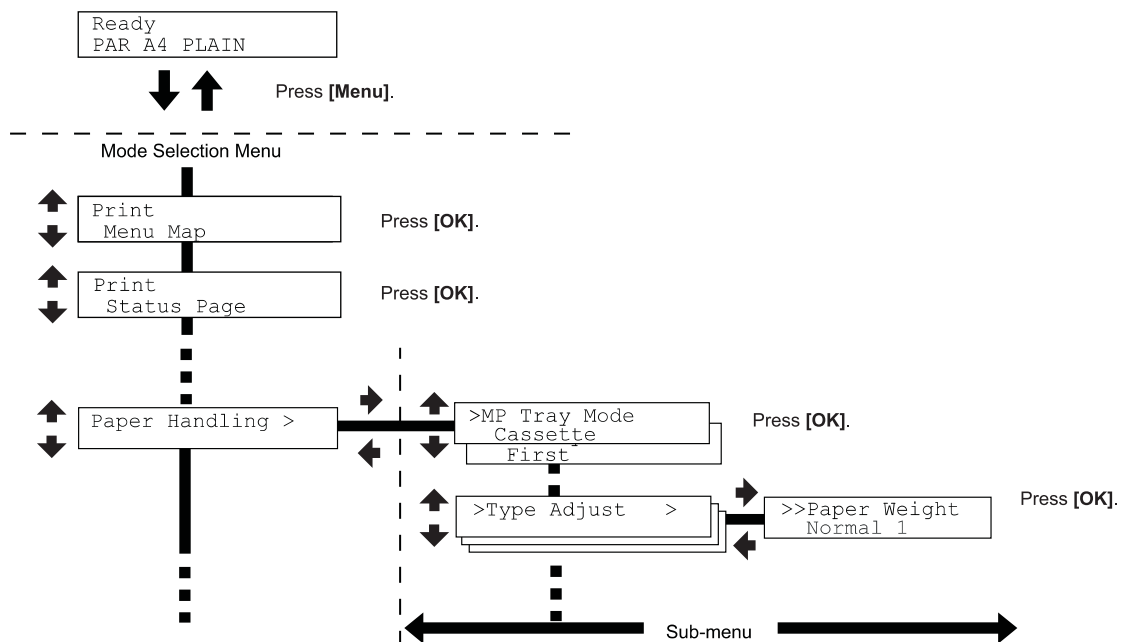 Ready
PAR A4 PLAIN
Press [Menu].
Mode Selection Menu
Print
Menu Map
Press [OK].
Print
Status Page
Press [OK].
Paper Handling >
>MP Tray Mode
Cassette
First
Press [OK].
>Type Adjust >
>>Paper Weight
Normal 1
Press [OK].
Sub-menu